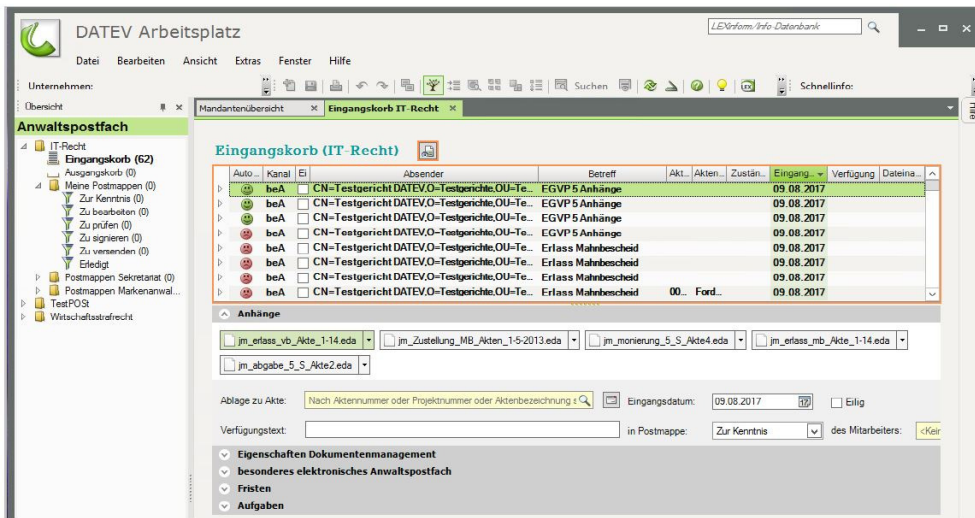 DATEV Arbeitsplatz
LEXinform/Info-Datenbank
Datei Bearbeiten Ansicht Extras Fenster Hilfe
Unternehmen: Suchen LEX Schnellinfo:
Übersicht
Mandantenübersicht × Eingangskorb IT-Recht ×
Anwaltspostfach
IT-Recht
Eingangskorb (62)
Ausgangskorb (0)
Meine Postmappen (0)
Zur Kenntnis (0)
Zu bearbeiten (0)
Zu prüfen (0)
Zu signieren (0)
Zu versenden (0)
Erledigt
Postmappen Sekretariat (0)
Postmappen Markenanwal...
TestPOSt
Wirtschaftsstrafrecht
Eingangskorb (IT-Recht)
Auto... Kanal Ei Absender Betreff Akt... Akten... Zustän... Eingang... Verfügung Dateina...
beA CN=Testgericht DATEV,O=Testgerichte,OU=Te... EGVP 5 Anhänge 09.08.2017
beA CN=Testgericht DATEV,O=Testgerichte,OU=Te... EGVP 5 Anhänge 09.08.2017
beA CN=Testgericht DATEV,O=Testgerichte,OU=Te... EGVP 5 Anhänge 09.08.2017
beA CN=Testgericht DATEV,O=Testgerichte,OU=Te... EGVP 5 Anhänge 09.08.2017
beA CN=Testgericht DATEV,O=Testgerichte,OU=Te... Erlass Mahnbescheid 09.08.2017
beA CN=Testgericht DATEV,O=Testgerichte,OU=Te... Erlass Mahnbescheid 09.08.2017
beA CN=Testgericht DATEV,O=Testgerichte,OU=Te... Erlass Mahnbescheid 09.08.2017
beA CN=Testgericht DATEV,O=Testgerichte,OU=Te... Erlass Mahnbescheid 00... Ford... 09.08.2017
Anhänge
jm_erlass_vb_Akte_1-14.eda jm_Zustellung_MB_Akten_1-5-2013.eda jm_monierung_5_S_Akte4.eda jm_erlass_mb_Akte_1-14.eda
jm_abgabe_5_S_Akte2.eda
Ablage zu Akte: Nach Aktennummer oder Projektnummer oder Aktenbezeichnung s Eingangsdatum: 09.08.2017 Eilig
Verfügungstext: in Postmappe: Zur Kenntnis des Mitarbeiters: <Kein
Eigenschaften Dokumentenmanagement
besonderes elektronisches Anwaltspostfach
Fristen
Aufgaben